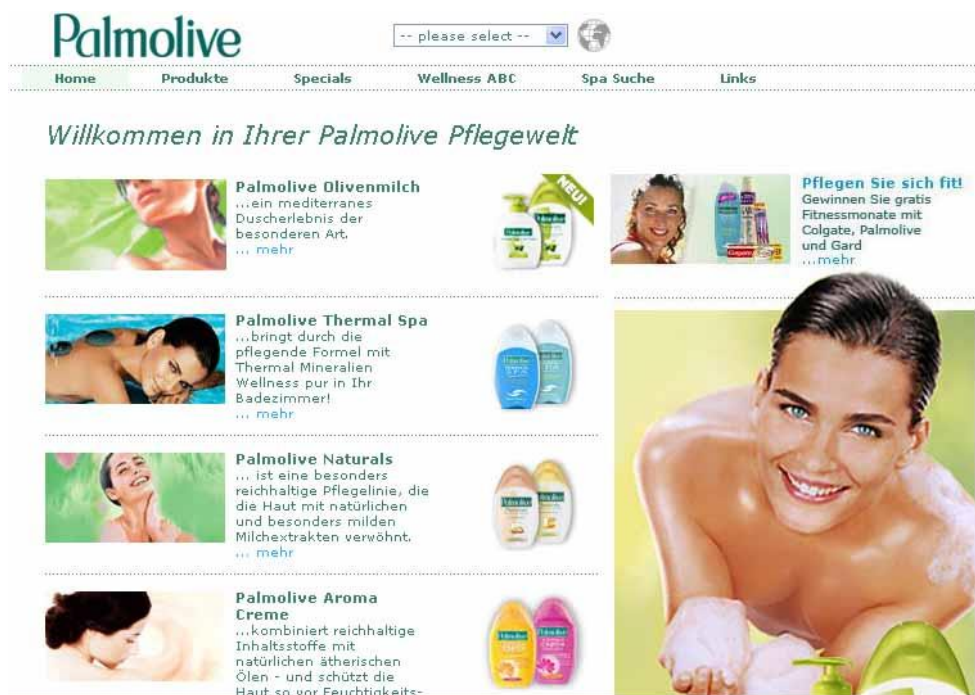 Palmolive
-- please select --
Home Produkte Specials Wellness ABC Spa Suche Links
Willkommen in Ihrer Palmolive Pflegewelt
Palmolive Olivenmilch
...ein mediterranes
Duscherlebnis der
besonderen Art.
... mehr
NEU!
Pflegen Sie sich fit!
Gewinnen Sie gratis
Fitnessmonate mit
Colgate, Palmolive
und Gard
...mehr
Palmolive Thermal Spa
...bringt durch die
pflegende Formel mit
Thermal Mineralien
Wellness pur in Ihr
Badezimmer!
... mehr
Palmolive Naturals
... ist eine besonders
reichhaltige Pflegelinie, die
die Haut mit natürlichen
und besonders milden
Milchextrakten verwöhnt.
... mehr
Palmolive Aroma
Creme
...kombiniert reichhaltige
Inhaltsstoffe mit
natürlichen ätherischen
Ölen - und schützt die
Haut so vor Feuchtigkeits-